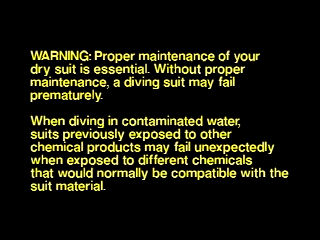 WARNING: Proper maintenance of your
dry suit is essential. Without proper
maintenance, a diving suit may fail
prematurely.
When diving in contaminated water,
suits previously exposed to other
chemical products may fail unexpectedly
when exposed to different chemicals
that would normally be compatible with the
suit material.